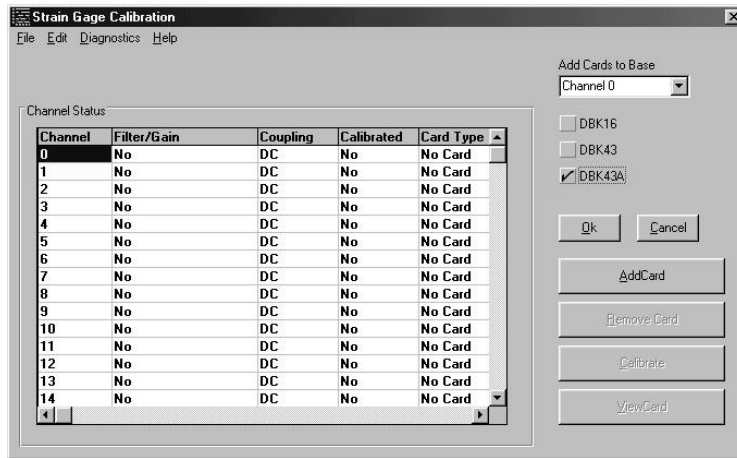 Strain Gage Calibration
File Edit Diagnostics Help
Add Cards to Base
Channel 0
Channel Status
Channel Filter/Gain Coupling Calibrated Card Type
0 No DC No No Card
1 No DC No No Card
2 No DC No No Card
3 No DC No No Card
4 No DC No No Card
5 No DC No No Card
6 No DC No No Card
7 No DC No No Card
8 No DC No No Card
9 No DC No No Card
10 No DC No No Card
11 No DC No No Card
12 No DC No No Card
13 No DC No No Card
14 No DC No No Card
DBK16
DBK43
DBK43A
Ok Cancel
AddCard
Remove Card
Calibrate
ViewCard